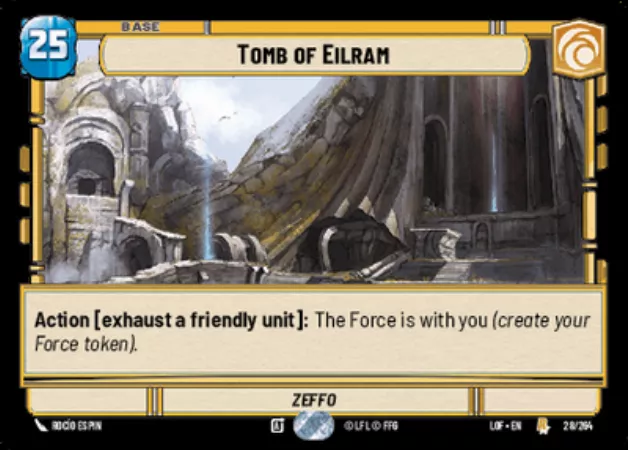 BASE
25
TOMB OF EILRAM
Action [exhaust a friendly unit]: The Force is with you (create your
Force token).
ZEFFO
ROCÍO ESPIN
© LFL © FFG
LOF • EN
28/264